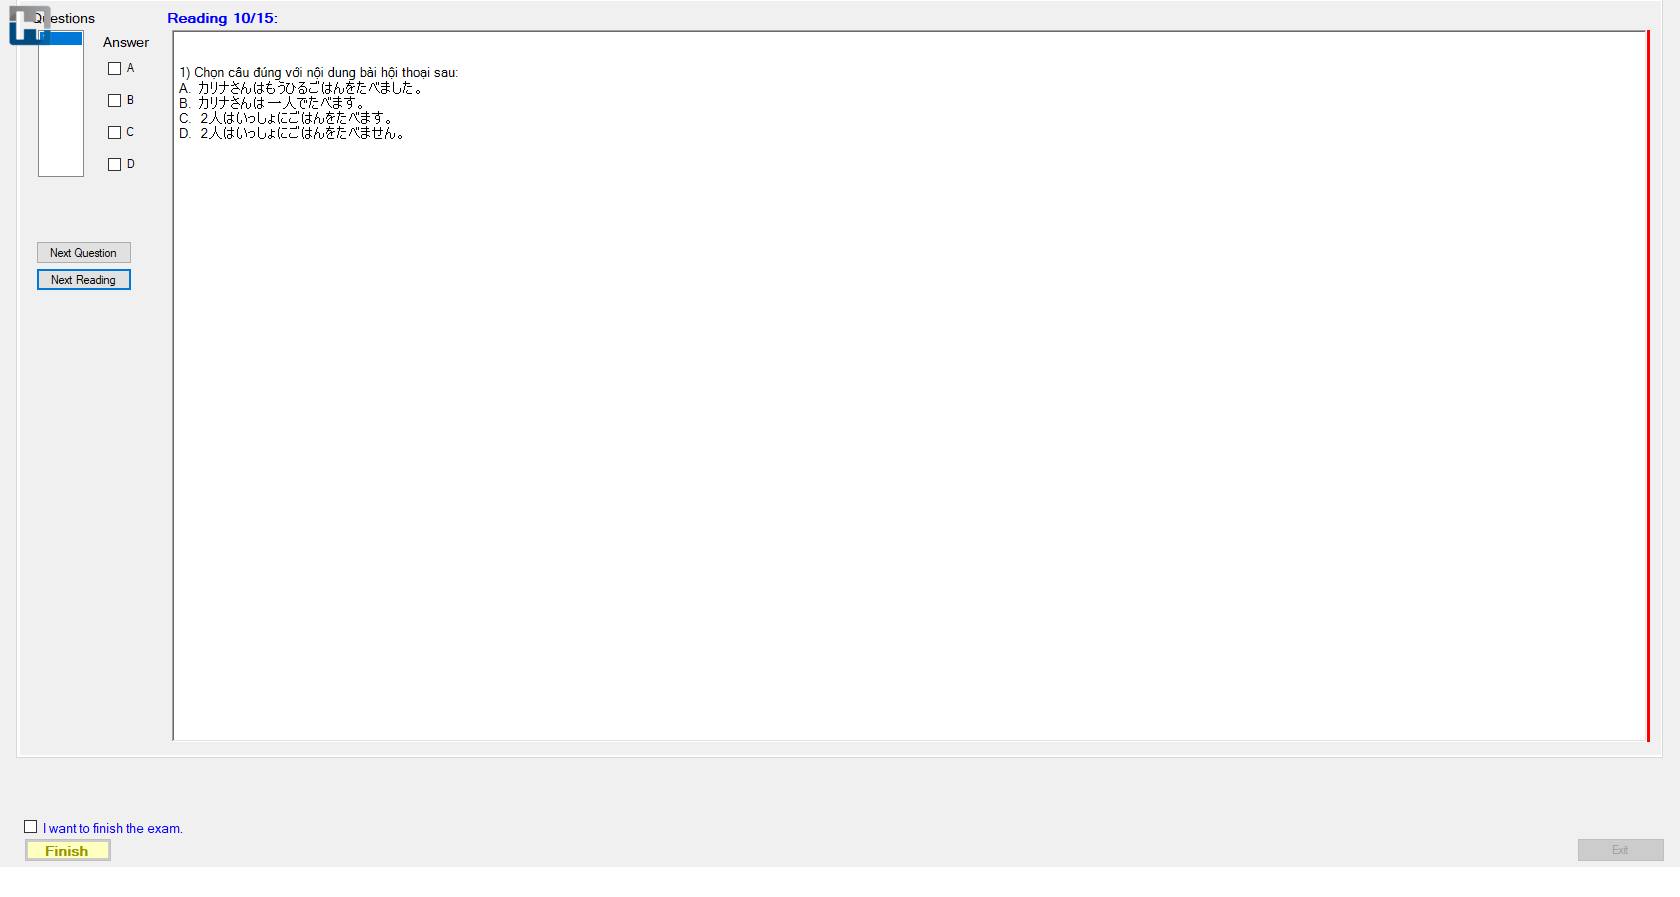 Questions
Reading 10/15:
Answer
A
B
C
D
1) Chọn câu đúng với nội dung bài hội thoại sau:
A. カリナさんはもうひるごはんをたべました。
B. カリナさんは一人でたべます。
C. 2人はいっしょにごはんをたべます。
D. 2人はいっしょにごはんをたべません。
Next Question
Next Reading
I want to finish the exam.
Finish
Exit